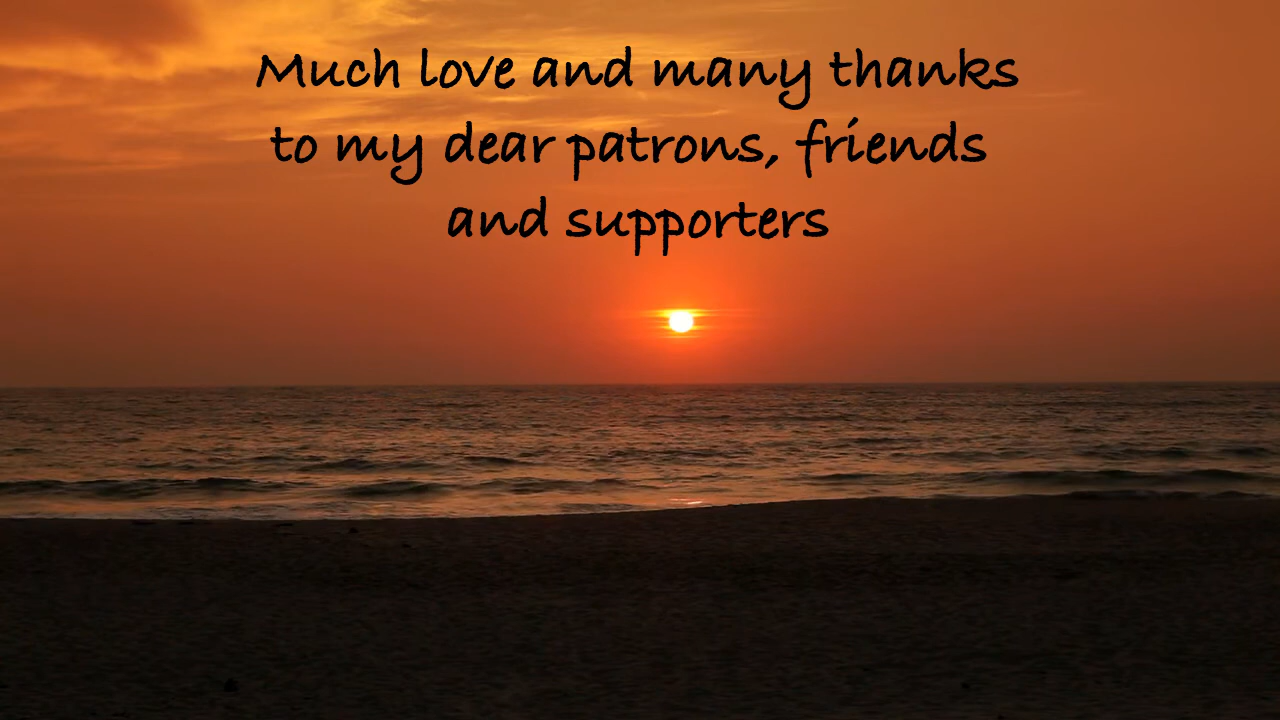 Much love and many thanks
to my dear patrons, friends
and supporters